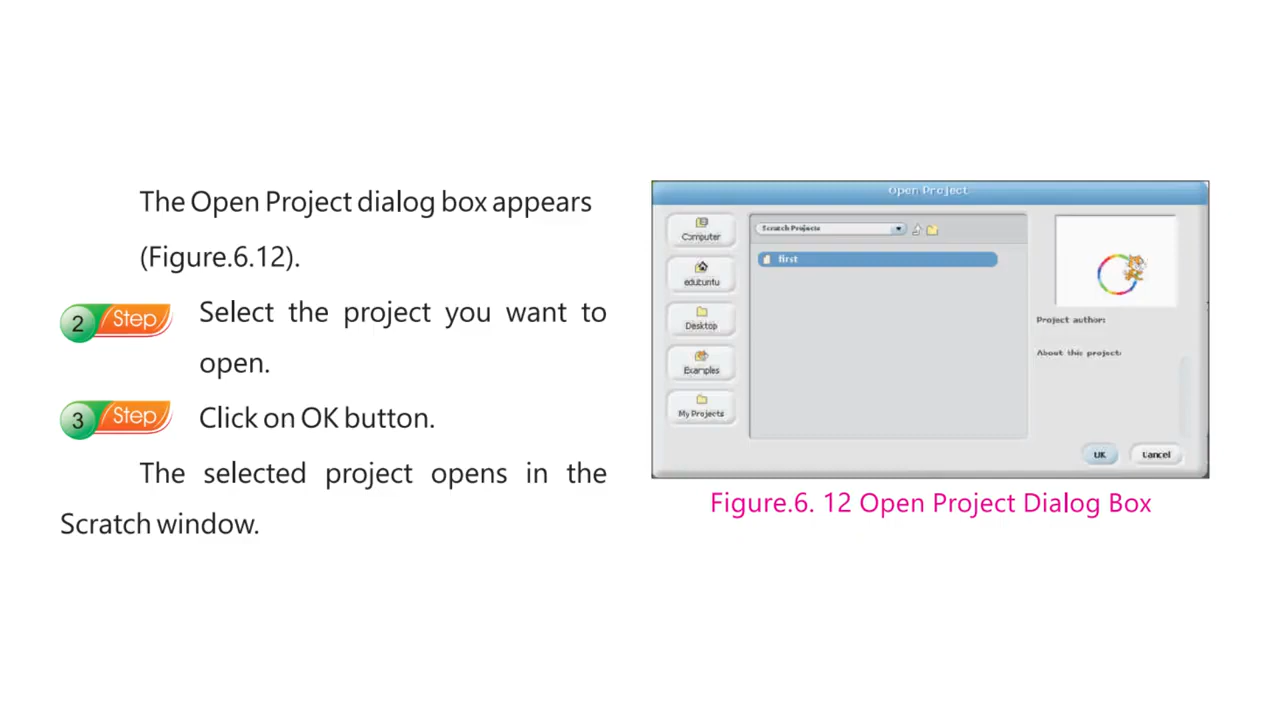 The Open Project dialog box appears
(Figure.6.12).
2 Step Select the project you want to
open.
3 Step Click on OK button.
The selected project opens in the
Scratch window.
Open Project
Computer
edubuntu
Desktop
Examples
My Projects
Scratch Projects
first
Project author:
About this project:
OK
Cancel
Figure.6. 12 Open Project Dialog Box